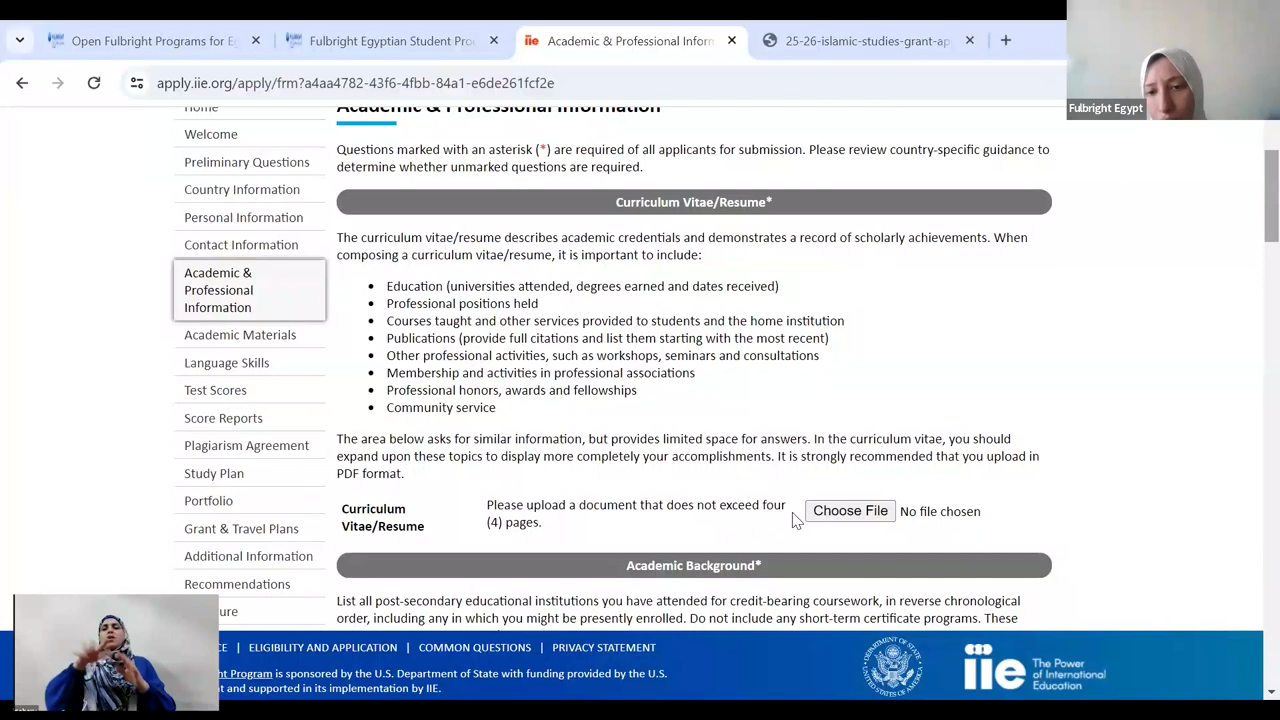 Open Fulbright Programs for Eg
Fulbright Egyptian Student Pro
Academic & Professional Inform
25-26-islamic-studies-grant-ap
apply.iie.org/apply/frm?a4aa4782-43f6-4fbb-84a1-e6de261fcf2e
Fulbright Egypt
Home
Welcome
Preliminary Questions
Country Information
Personal Information
Contact Information
Academic &
Professional
Information
Academic Materials
Language Skills
Test Scores
Score Reports
Plagiarism Agreement
Study Plan
Portfolio
Grant & Travel Plans
Additional Information
Recommendations
Academic & Professional Information
Questions marked with an asterisk (*) are required of all applicants for submission. Please review country-specific guidance to
determine whether unmarked questions are required.
Curriculum Vitae/Resume*
The curriculum vitae/resume describes academic credentials and demonstrates a record of scholarly achievements. When
composing a curriculum vitae/resume, it is important to include:
• Education (universities attended, degrees earned and dates received)
• Professional positions held
• Courses taught and other services provided to students and the home institution
• Publications (provide full citations and list them starting with the most recent)
• Other professional activities, such as workshops, seminars and consultations
• Membership and activities in professional associations
• Professional honors, awards and fellowships
• Community service
The area below asks for similar information, but provides limited space for answers. In the curriculum vitae, you should
expand upon these topics to display more completely your accomplishments. It is strongly recommended that you upload in
PDF format.
Curriculum
Vitae/Resume
Please upload a document that does not exceed four
(4) pages.
Choose File No file chosen
Academic Background*
List all post-secondary educational institutions you have attended for credit-bearing coursework, in reverse chronological
order, including any in which you might be presently enrolled. Do not include any short-term certificate programs. These
ELIGIBILITY AND APPLICATION | COMMON QUESTIONS | PRIVACY STATEMENT
ht Program is sponsored by the U.S. Department of State with funding provided by the U.S.
nt and supported in its implementation by IIE.
iie
The Power
of International
Education